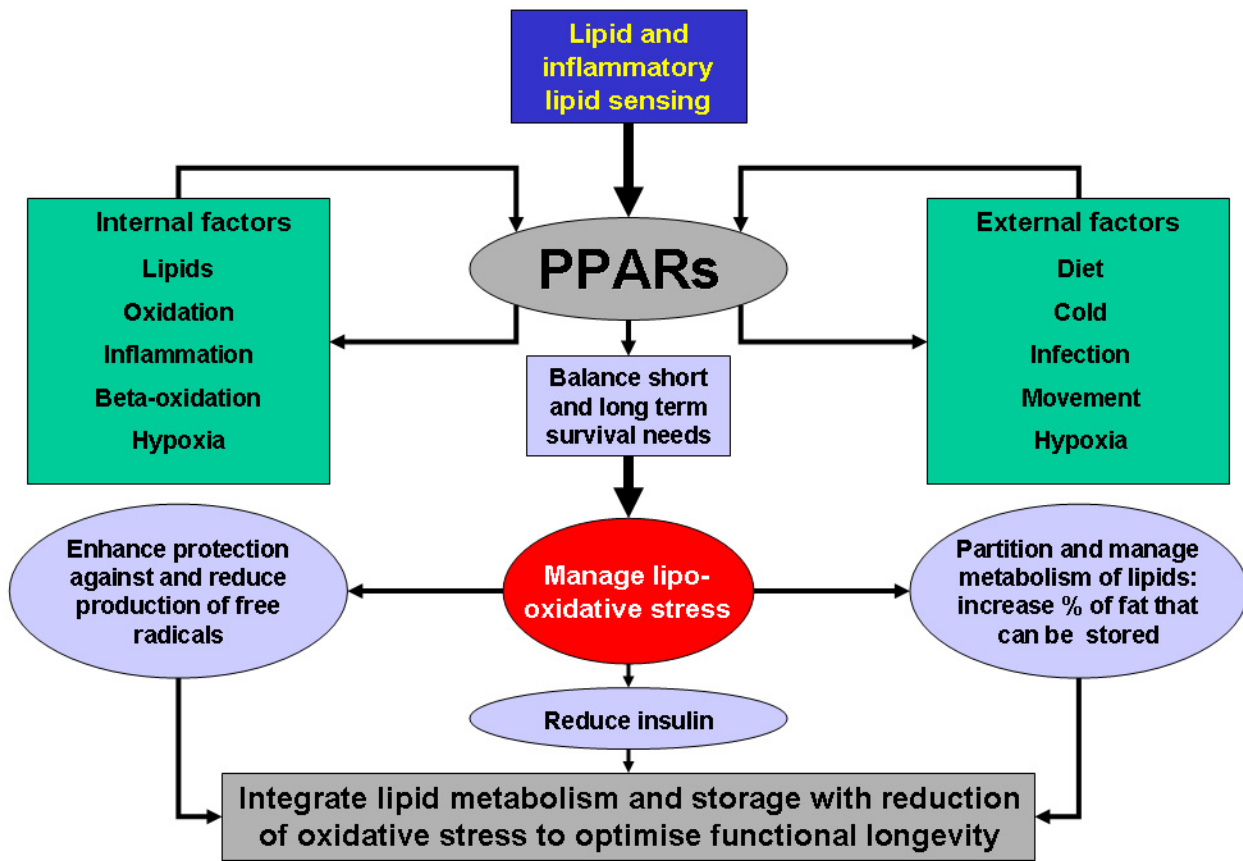 Lipid and
inflammatory
lipid sensing
Internal factors
Lipids
Oxidation
Inflammation
Beta-oxidation
Hypoxia
PPARs
External factors
Diet
Cold
Infection
Movement
Hypoxia
Balance short
and long term
survival needs
Enhance protection
against and reduce
production of free
radicals
Manage lipo-
oxidative stress
Partition and manage
metabolism of lipids:
increase % of fat that
can be stored
Reduce insulin
Integrate lipid metabolism and storage with reduction
of oxidative stress to optimise functional longevity